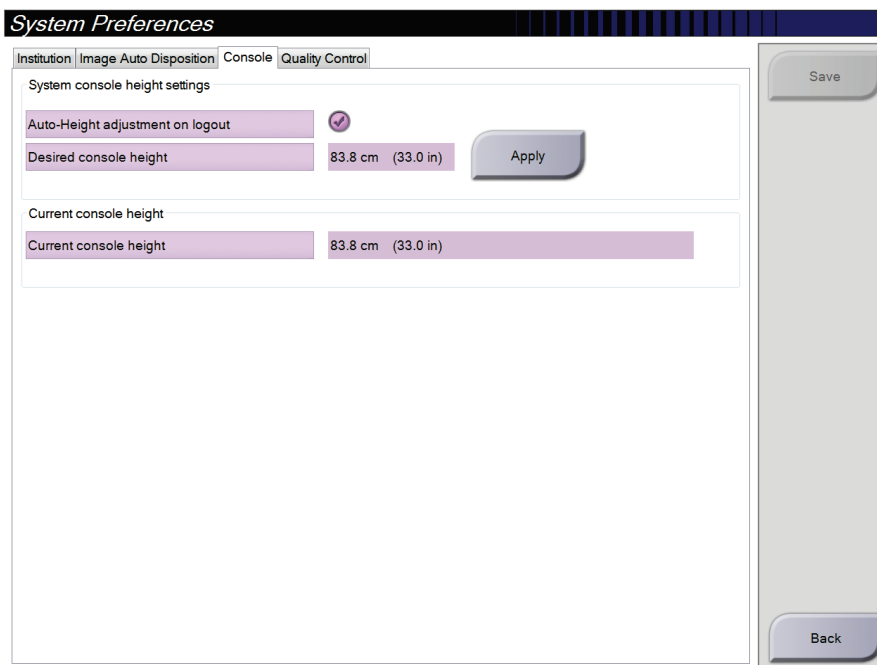 System Preferences
Institution Image Auto Disposition Console Quality Control
Save
System console height settings
Auto-Height adjustment on logout
Desired console height 83.8 cm (33.0 in) Apply
Current console height
Current console height 83.8 cm (33.0 in)
Back